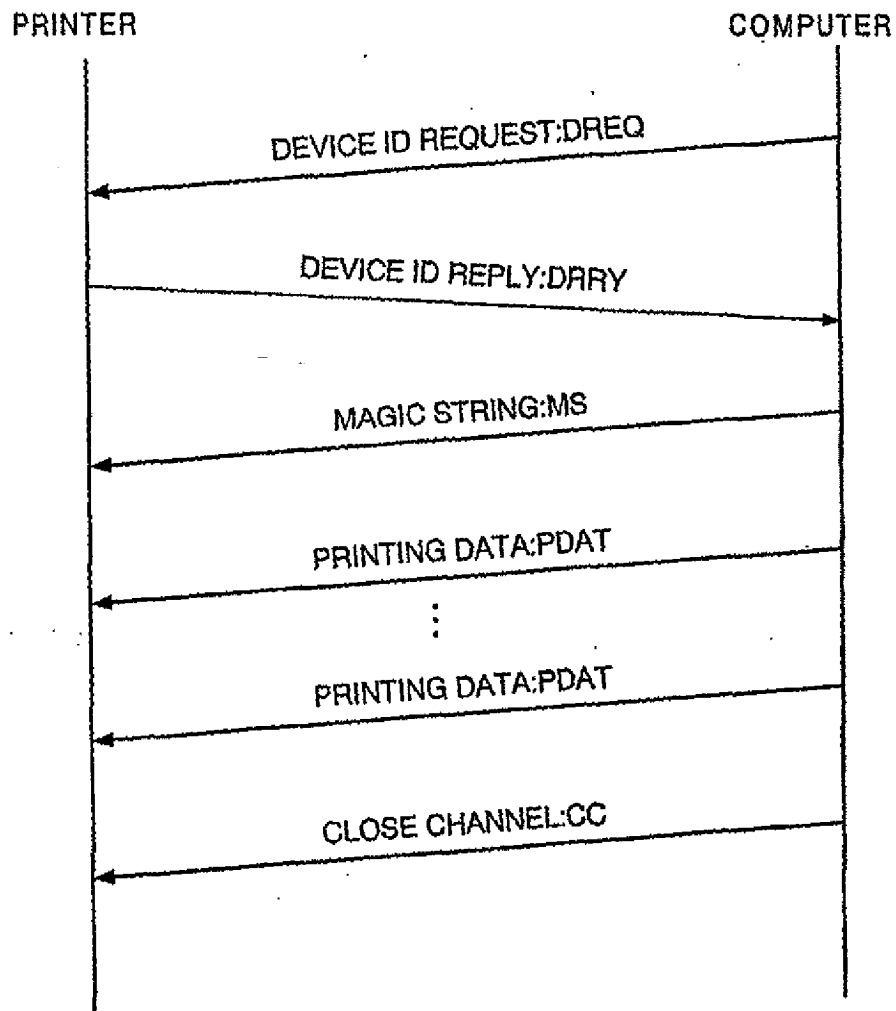 PRINTER
COMPUTER
DEVICE ID REQUEST:DREQ
DEVICE ID REPLY:DRRY
MAGIC STRING:MS
PRINTING DATA:PDAT
PRINTING DATA:PDAT
CLOSE CHANNEL:CC